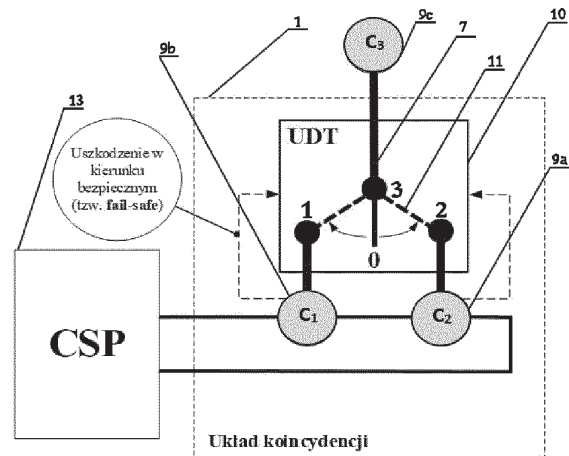 9b
1
C3
9c
7
10
13
11
UDT
Uszkodzenie w
kierunku
bezpiecznym
(tzw. fail-safe)
9a
3
1
2
0
C1
C2
CSP
Układ koincydencji